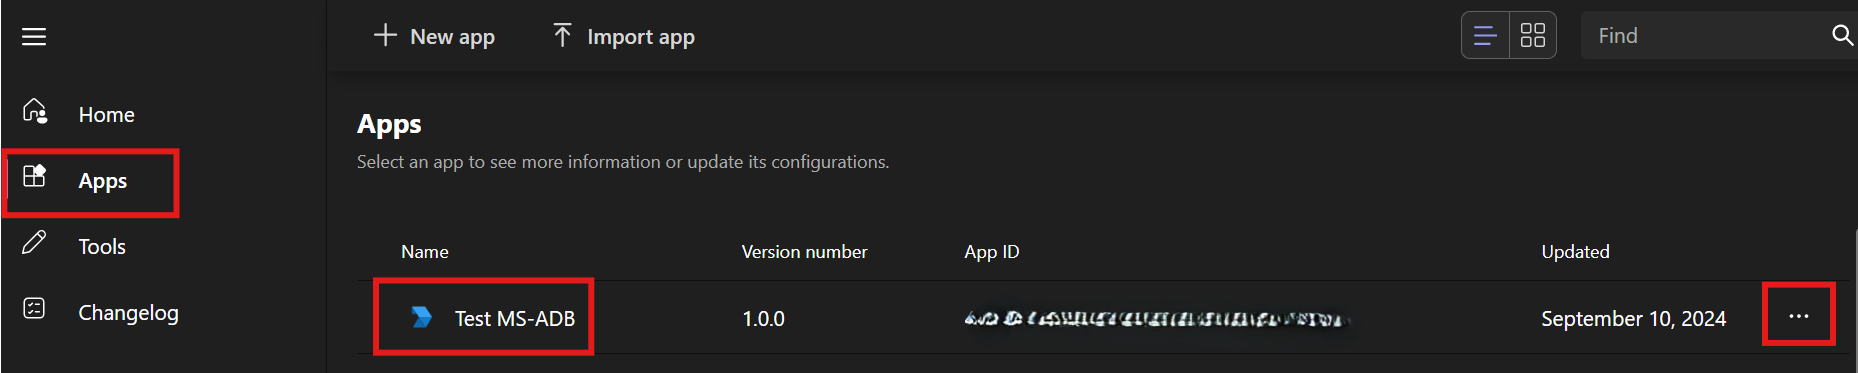 New app
Import app
Find
Home
Apps
Tools
Changelog
Apps
Select an app to see more information or update its configurations.
Name Version number App ID Updated
Test MS-ADB 1.0.0 September 10, 2024